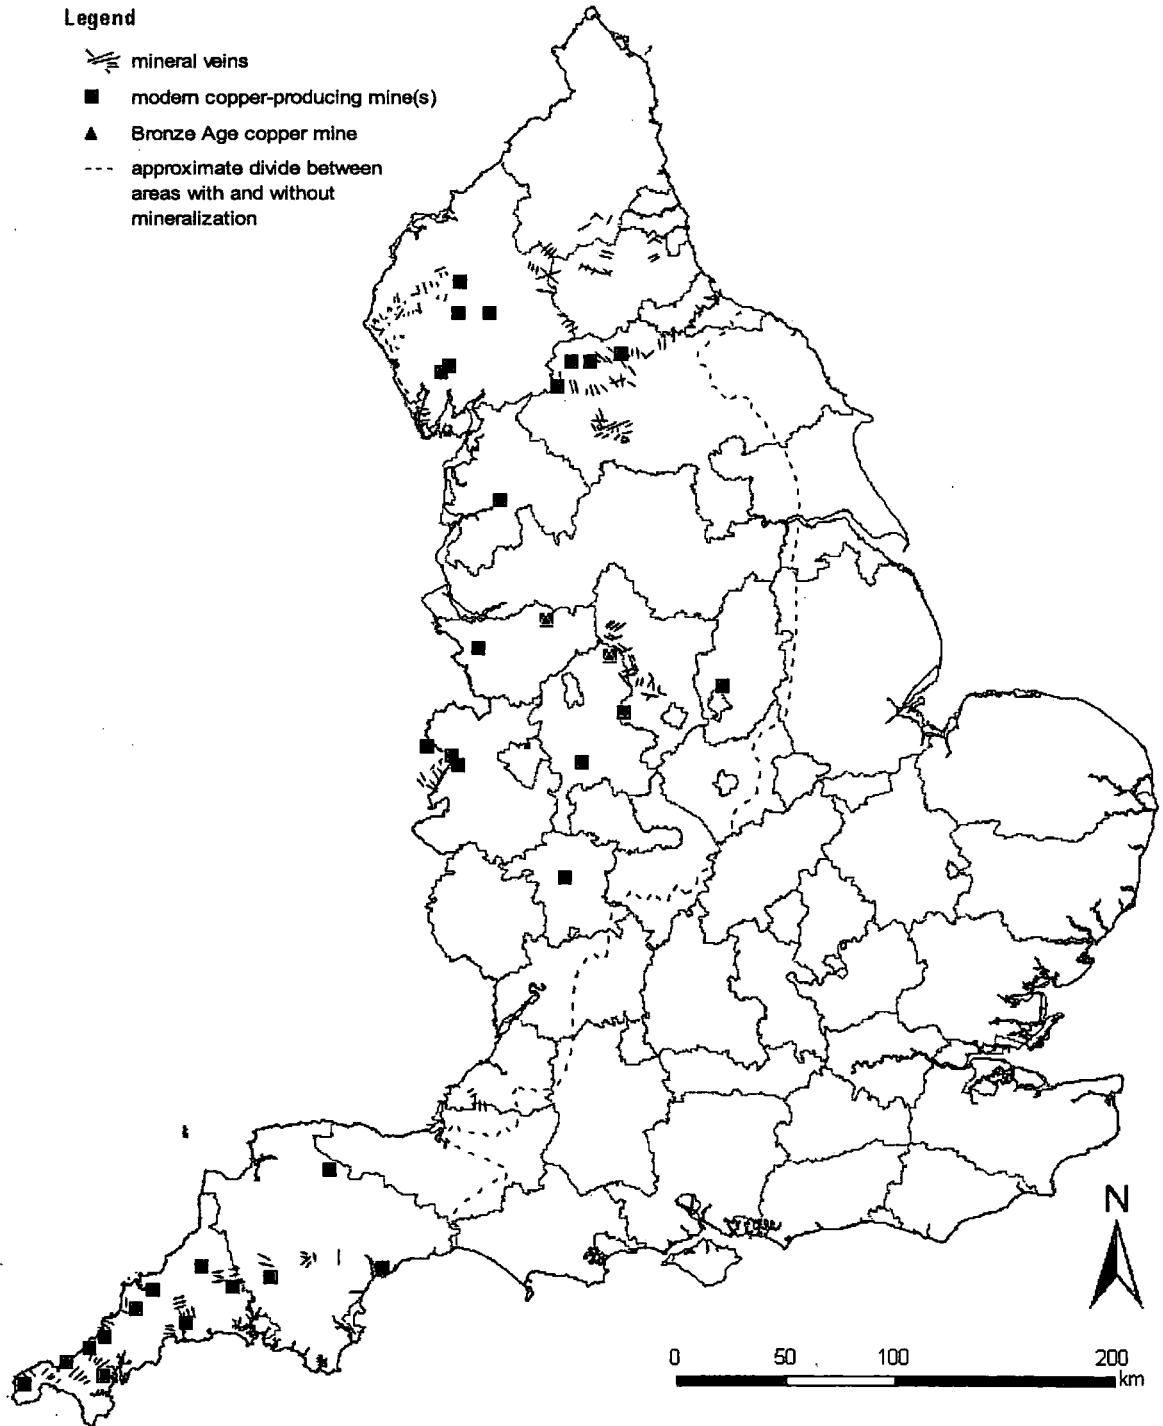 Legend
mineral veins
modern copper-producing mine(s)
Bronze Age copper mine
approximate divide between
areas with and without
mineralization
N
0 50 100 200
km